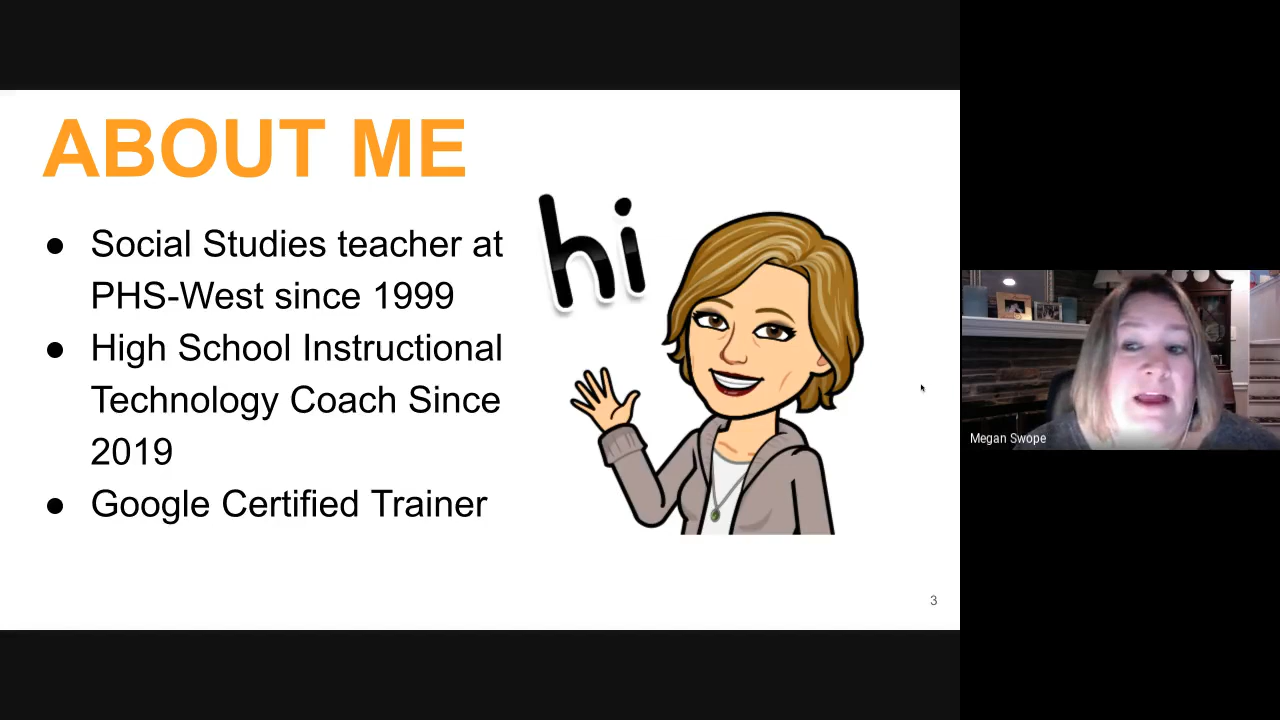 ABOUT ME
● Social Studies teacher at
PHS-West since 1999
● High School Instructional
Technology Coach Since
2019
● Google Certified Trainer
hi
3
Megan Swope